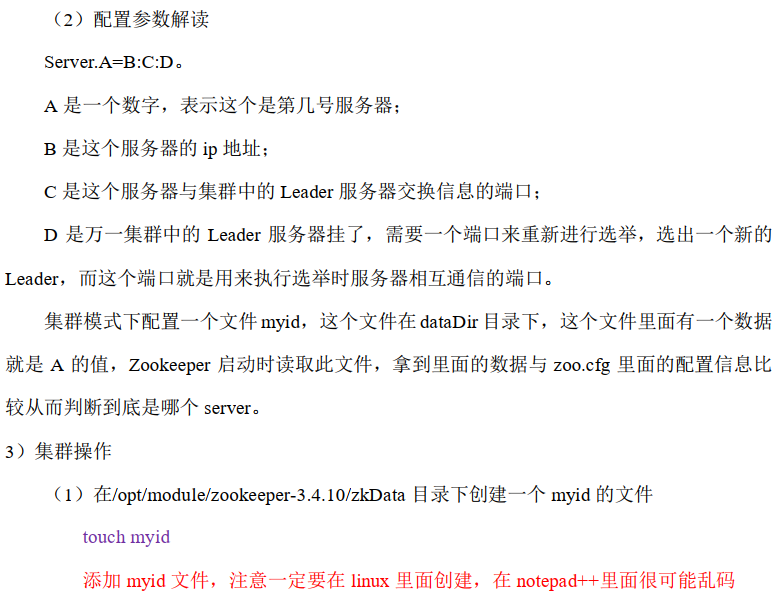 （2）配置参数解读
Server.A=B:C:D。
A 是一个数字，表示这个是第几号服务器；
B 是这个服务器的 ip 地址；
C 是这个服务器与集群中的 Leader 服务器交换信息的端口；
D 是万一集群中的 Leader 服务器挂了，需要一个端口来重新进行选举，选出一个新的
Leader，而这个端口就是用来执行选举时服务器相互通信的端口。
集群模式下配置一个文件 myid，这个文件在 dataDir 目录下，这个文件里面有一个数据
就是 A 的值，Zookeeper 启动时读取此文件，拿到里面的数据与 zoo.cfg 里面的配置信息比
较从而判断到底是哪个 server。
3）集群操作
（1）在/opt/module/zookeeper-3.4.10/zkData 目录下创建一个 myid 的文件
touch myid
添加 myid 文件，注意一定要在 linux 里面创建，在 notepad++里面很可能乱码